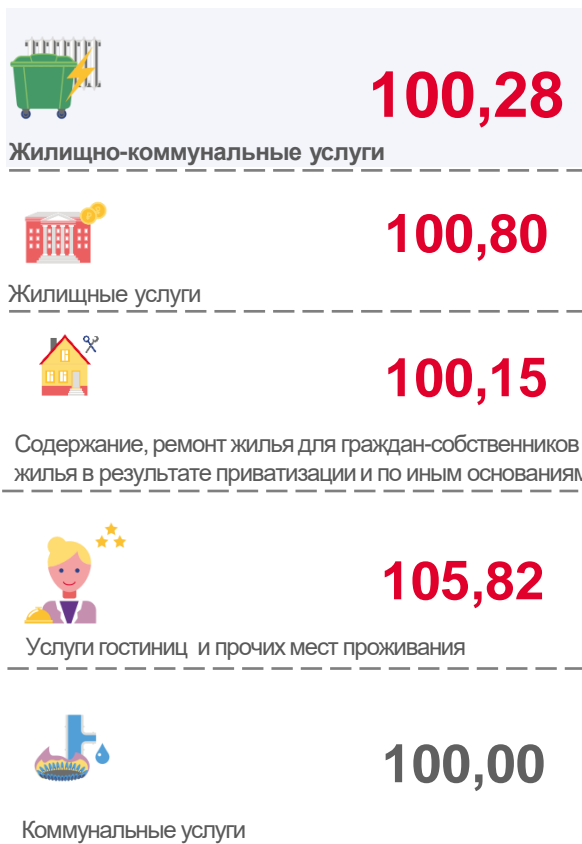 100,28
Жилищно-коммунальные услуги
100,80
Жилищные услуги
100,15
Содержание, ремонт жилья для граждан-собственников
жилья в результате приватизации и по иным основаниям
105,82
Услуги гостиниц и прочих мест проживания
100,00
Коммунальные услуги